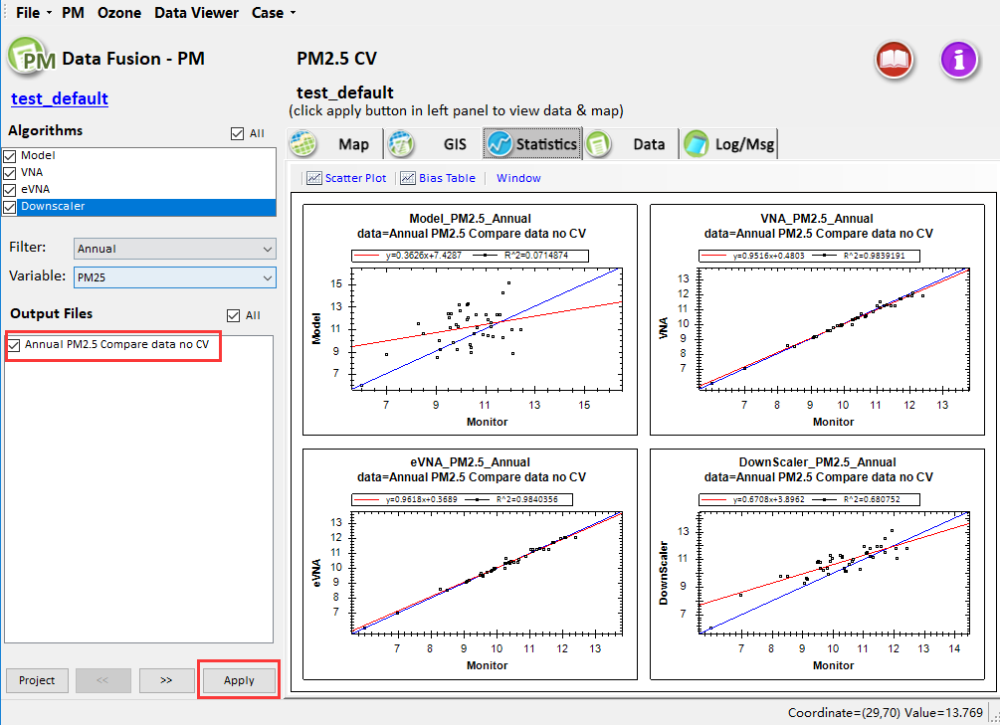 File PM Ozone Data Viewer Case
PM Data Fusion - PM
PM2.5 CV
test_default
test_default
(click apply button in left panel to view data & map)
Algorithms
All
Model
VNA
eVNA
Downscaler
Filter: Annual
Variable: PM25
Output Files
All
Annual PM2.5 Compare data no CV
Project << >> Apply
Map GIS Statistics Data Log/Msg
Scatter Plot Bias Table Window
Model_PM2.5_Annual
data=Annual PM2.5 Compare data no CV
y=0.3626x+7.4287 R^2=0.0714874
15
13
11
9
7
Model
7 9 11 13 15
Monitor
VNA_PM2.5_Annual
data=Annual PM2.5 Compare data no CV
y=0.9516x+0.4803 R^2=0.9839191
13
12
11
10
9
8
7
VNA
7 8 9 10 11 12 13
Monitor
eVNA_PM2.5_Annual
data=Annual PM2.5 Compare data no CV
y=0.9618x+0.3689 R^2=0.9840356
13
12
11
10
9
8
7
eVNA
7 8 9 10 11 12 13
Monitor
DownScaler_PM2.5_Annual
data=Annual PM2.5 Compare data no CV
y=0.6708x+3.8962 R^2=0.680752
13
11
9
7
DownScaler
7 8 9 10 11 12 13 14
Monitor
Coordinate=(29,70) Value=13.769